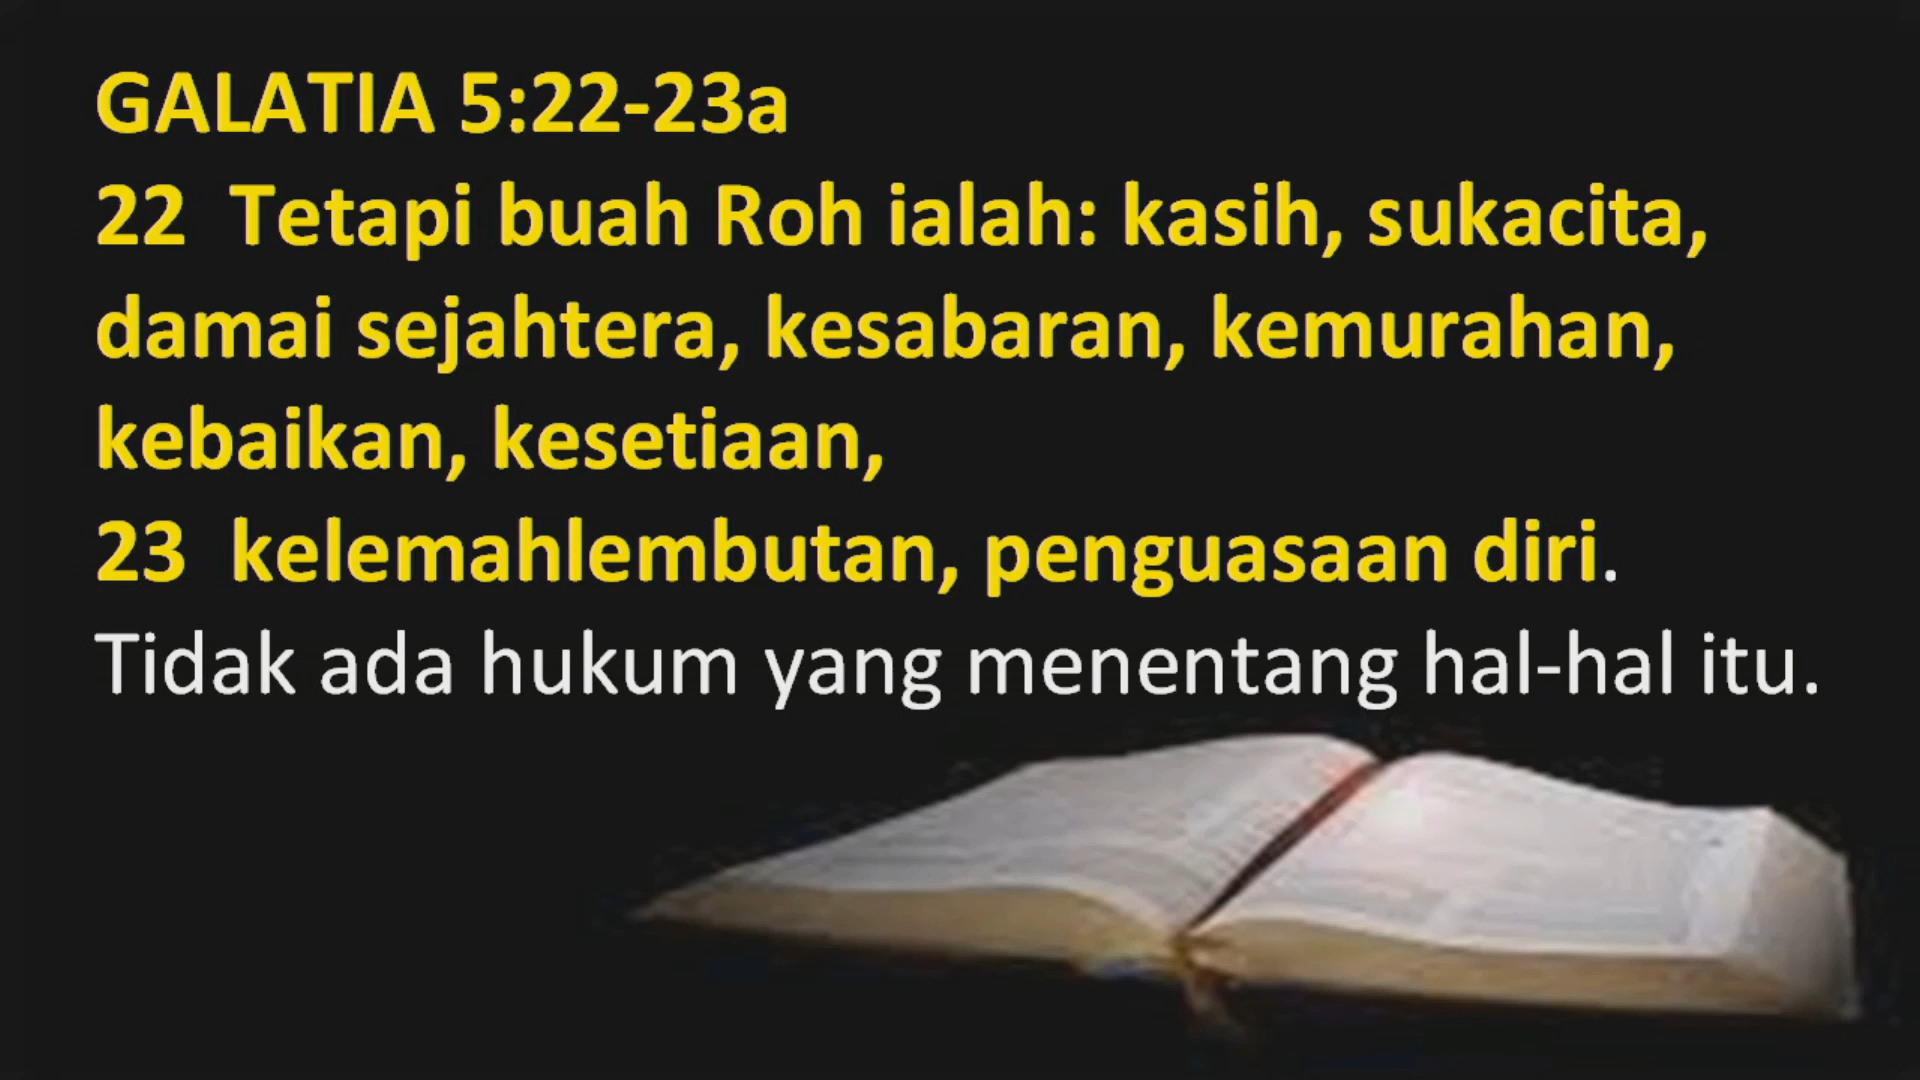 GALATIA 5:22-23a
22 Tetapi buah Roh ialah: kasih, sukacita,
damai sejahtera, kesabaran, kemurahan,
kebaikan, kesetiaan,
23 kelemahlembutan, penguasaan diri.
Tidak ada hukum yang menentang hal-hal itu.